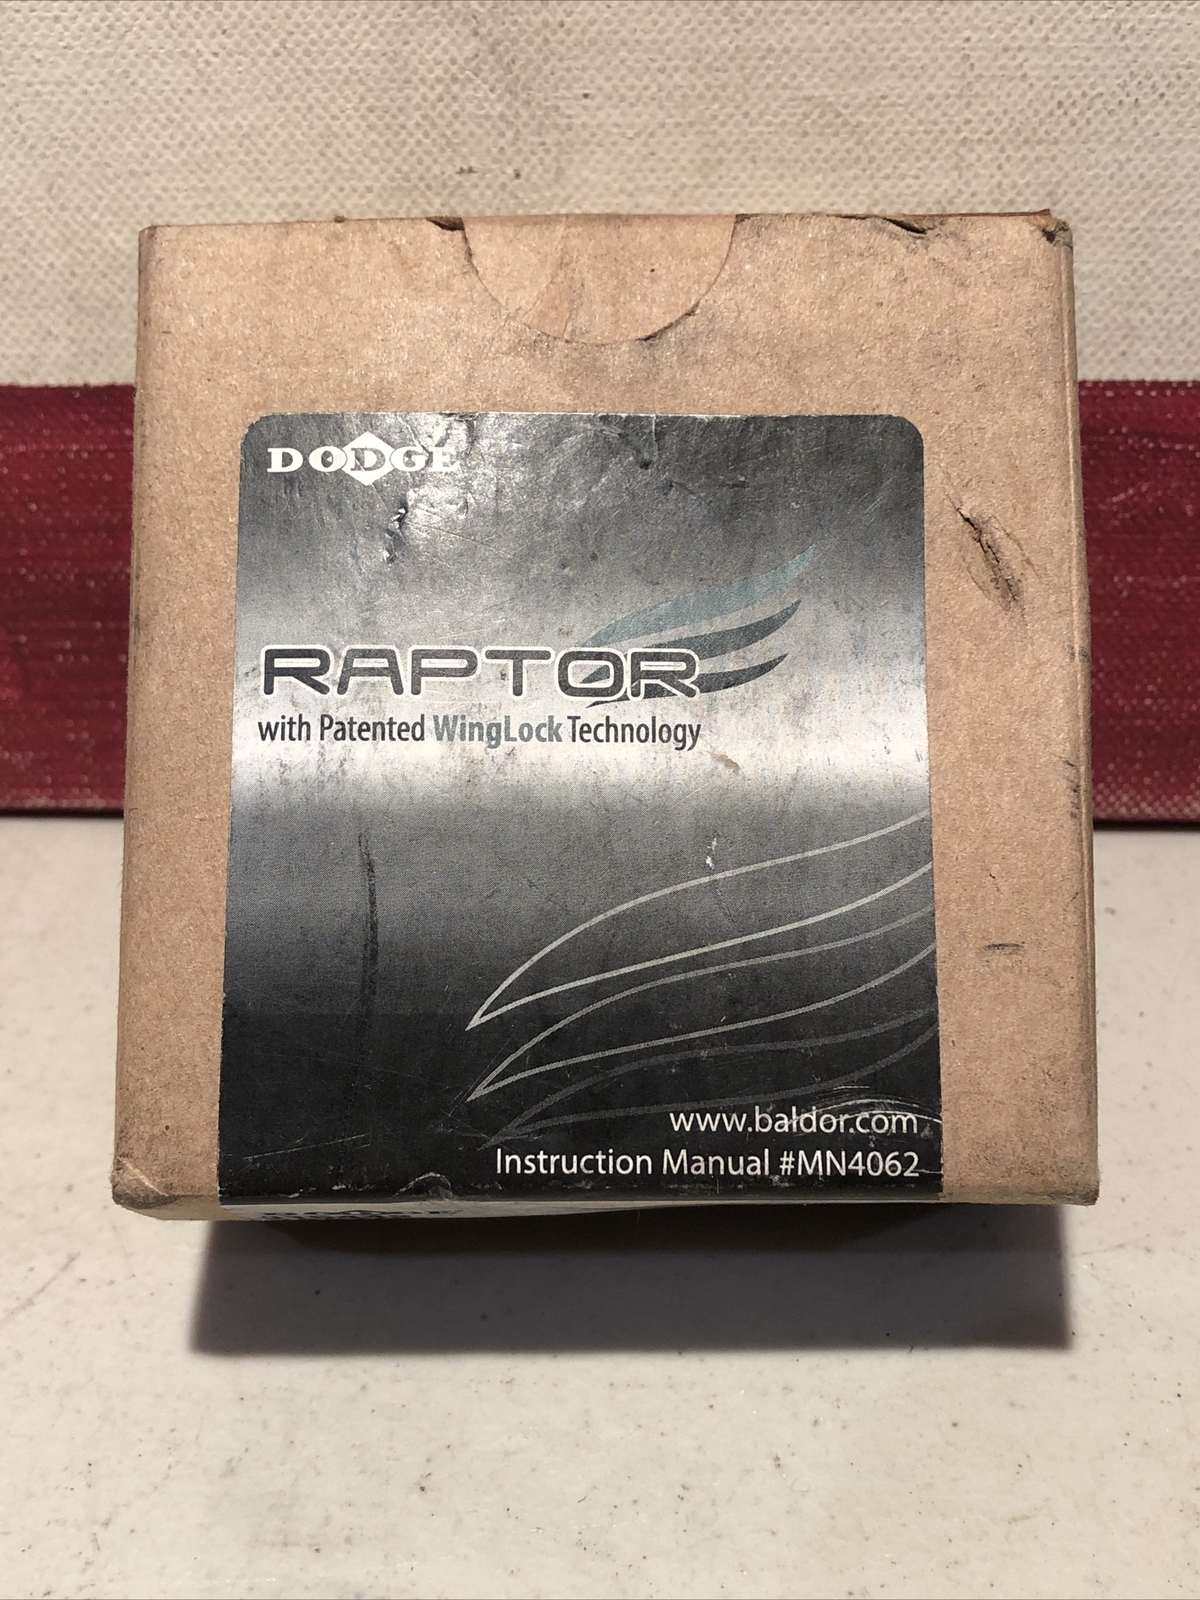 DODGE
RAPTOR
with Patented WingLock Technology
www.baldor.com
Instruction Manual #MN4062